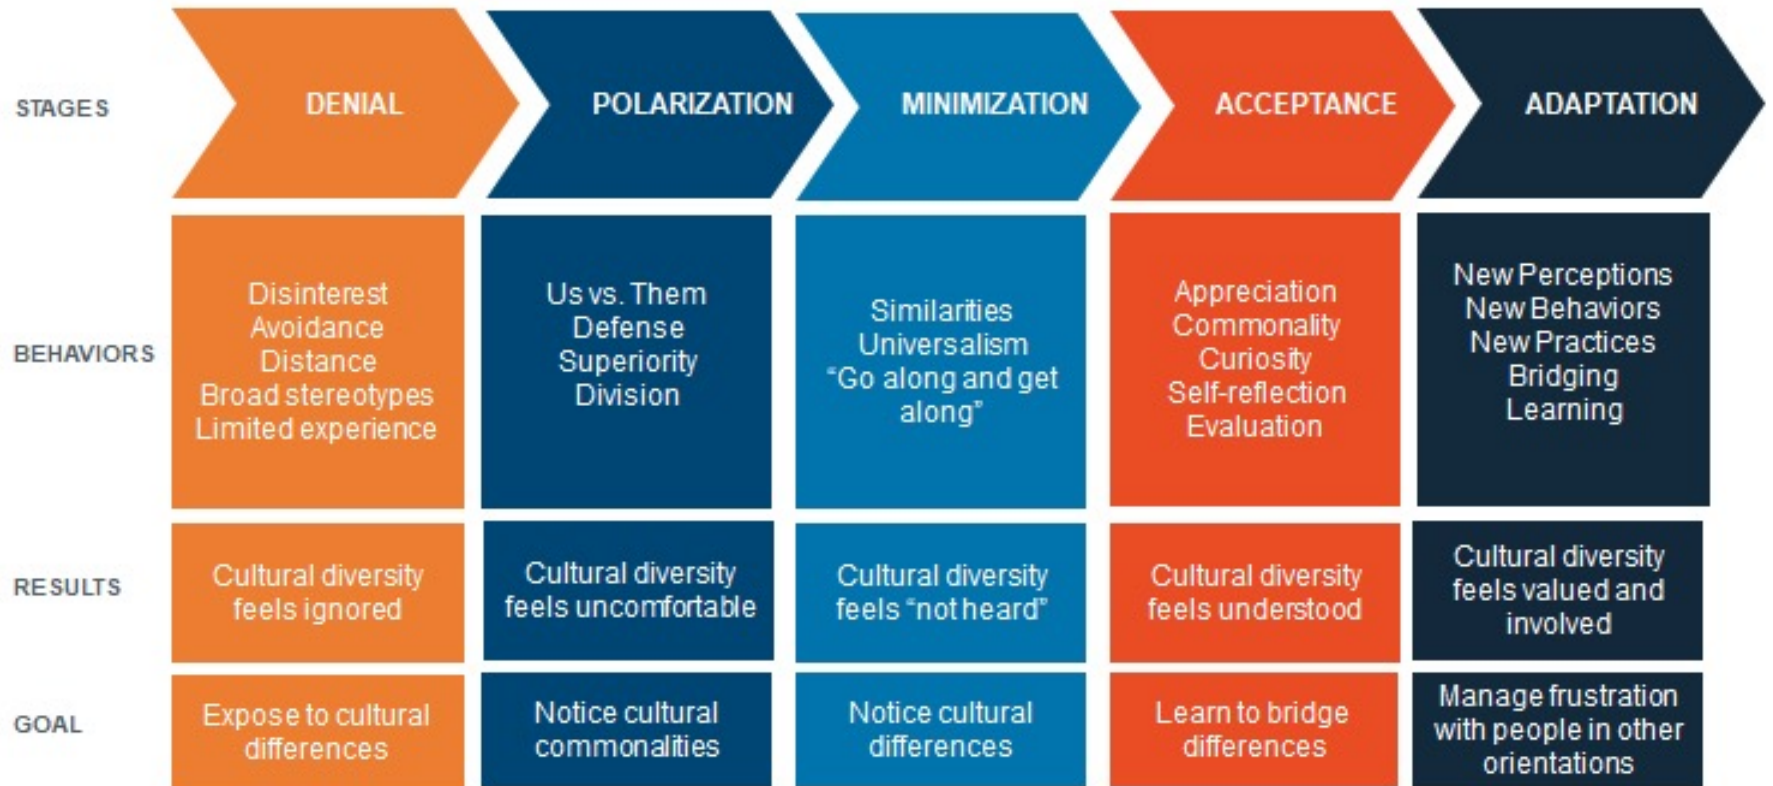 STAGES
DENIAL
POLARIZATION
MINIMIZATION
ACCEPTANCE
ADAPTATION
BEHAVIORS
Disinterest
Avoidance
Distance
Broad stereotypes
Limited experience
Us vs. Them
Defense
Superiority
Division
Similarities
Universalism
“Go along and get
along”
Appreciation
Commonality
Curiosity
Self-reflection
Evaluation
New Perceptions
New Behaviors
New Practices
Bridging
Learning
RESULTS
Cultural diversity
feels ignored
Cultural diversity
feels uncomfortable
Cultural diversity
feels “not heard”
Cultural diversity
feels understood
Cultural diversity
feels valued and
involved
GOAL
Expose to cultural
differences
Notice cultural
commonalities
Notice cultural
differences
Learn to bridge
differences
Manage frustration
with people in other
orientations